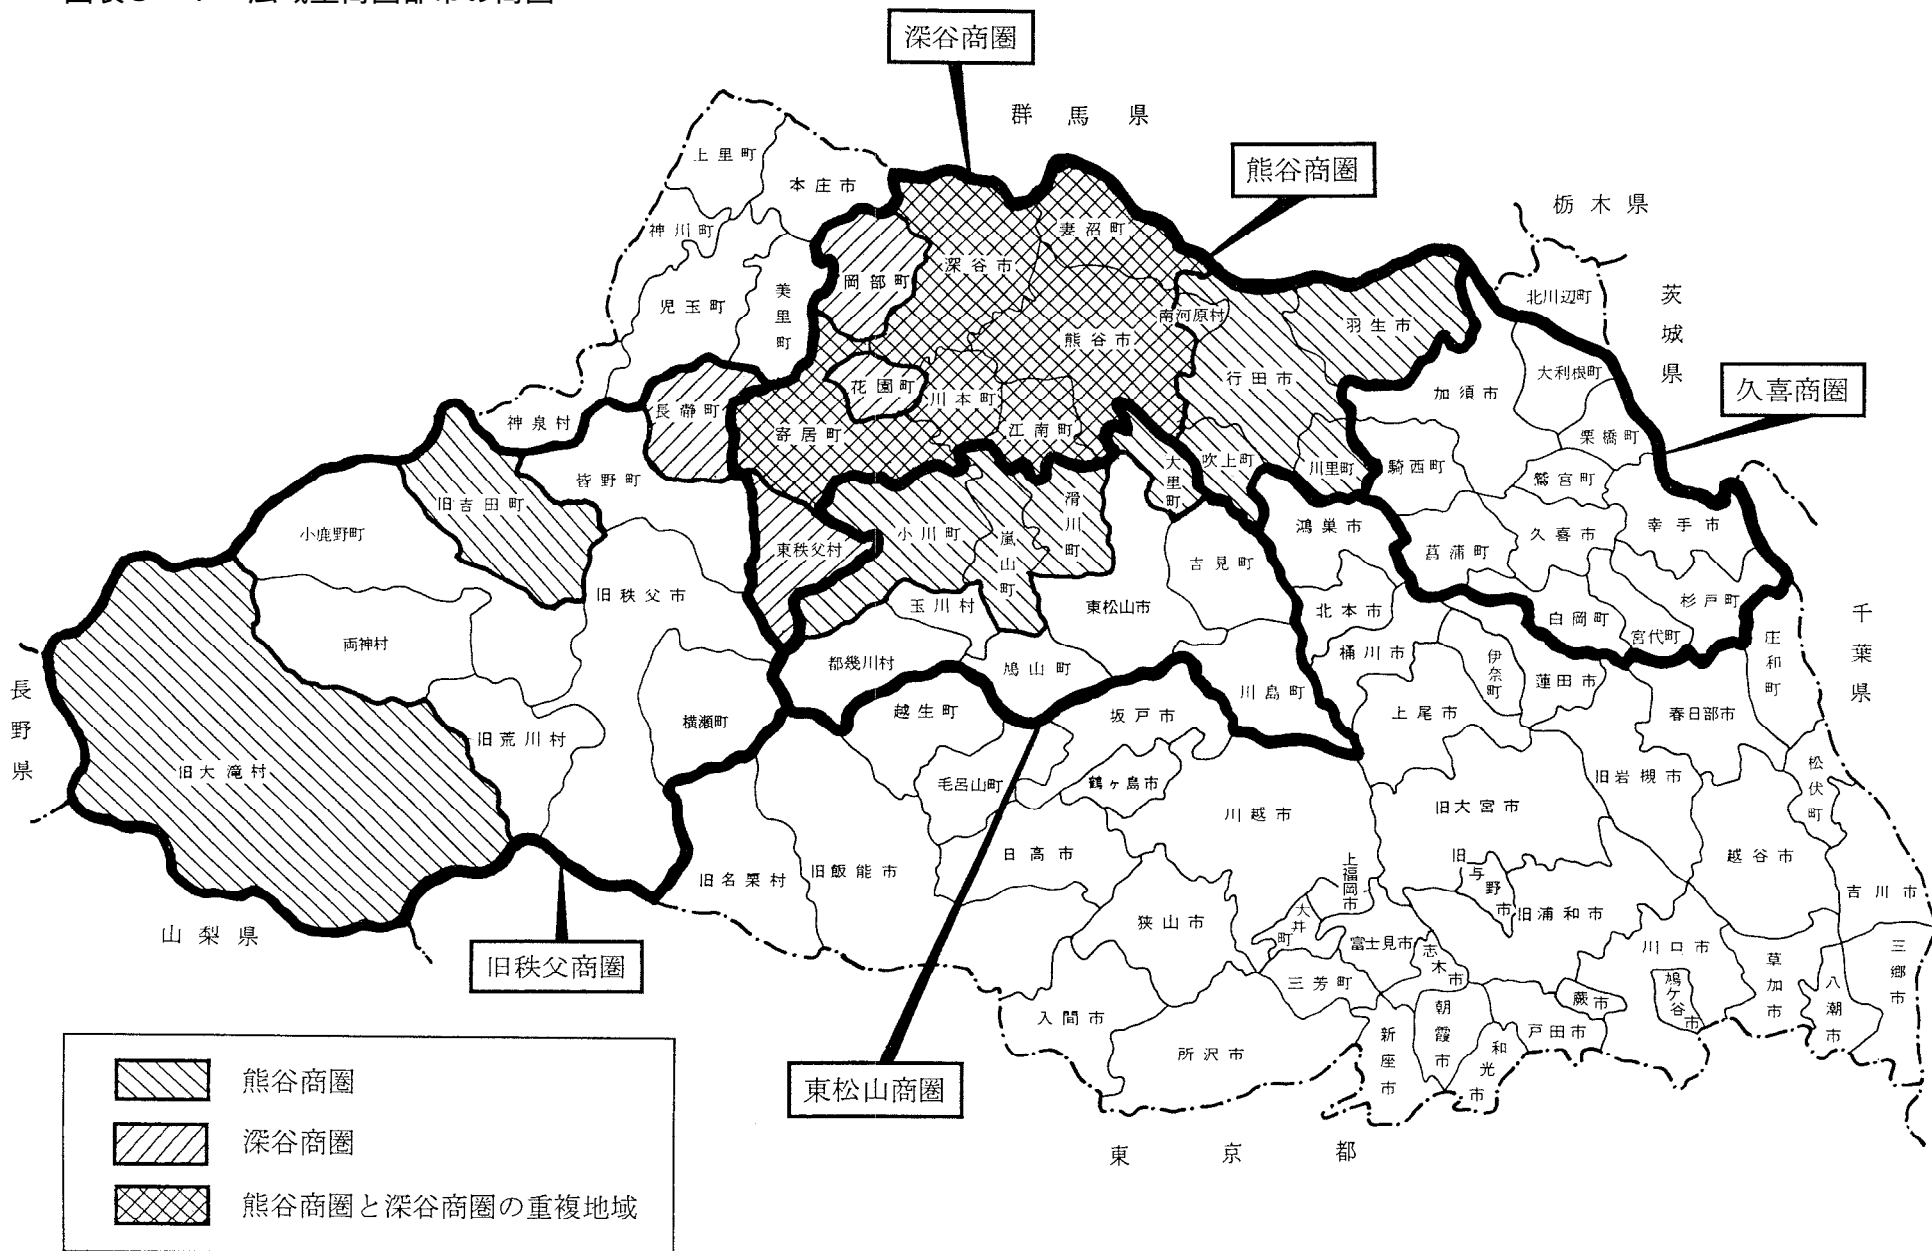 深谷商圏
群馬県
熊谷商圏
栃木県
茨城県
久喜商圏
上里町
本庄市
神川町
児玉町
美里町
岡部町
深谷市
妻沼町
熊谷市
南河原村
行田市
羽生市
北川辺町
加須市
大利根町
栗橋町
騎西町
鷲宮町
幸手市
久喜市
菖蒲町
白岡町
宮代町
杉戸町
庄和町
千葉県
神泉村
長瀞町
花園町
川本町
江南町
寄居町
皆野町
旧吉田町
小鹿野町
両神村
旧秩父市
東秩父村
小川町
嵐山町
滑川町
大里町
吹上町
川里町
鴻巣市
吉見町
東松山市
玉川村
都幾川村
鳩山町
川島町
北本市
桶川市
伊奈町
蓮田市
上尾市
春日部市
長野県
旧大滝村
旧荒川村
横瀬町
越生町
坂戸市
毛呂山町
鶴ヶ島市
川越市
旧大宮市
旧岩槻市
松伏町
越谷市
吉川市
山梨県
旧秩父商圏
旧名栗村
旧飯能市
日高市
狭山市
上福岡市
大井町
富士見市
志木市
旧与野市
旧浦和市
川口市
鳩ケ谷市
草加市
八潮市
三郷市
三芳町
入間市
所沢市
新座市
朝霞市
和光市
戸田市
蕨市
東松山商圏
東京都
熊谷商圏
深谷商圏
熊谷商圏と深谷商圏の重複地域